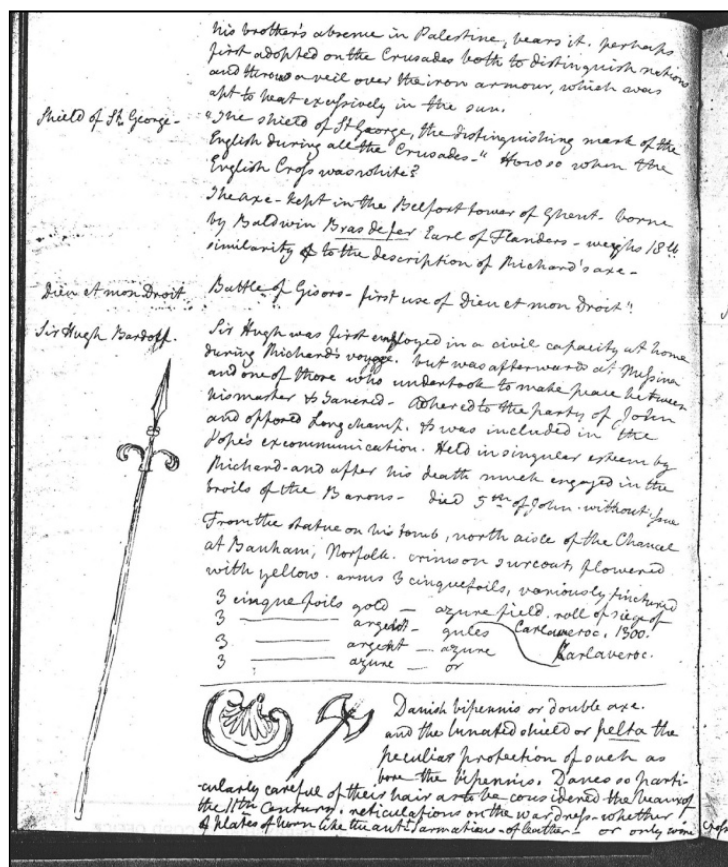 his brother's absence in Palestine, bears it. perhaps
first adopted on the Crusades both to distinguish nations
and throw a veil over the iron armour, which was
apt to heat excessively in the sun.
Shield of St. George -
"The shield of St George, the distinguishing mark of the
English during all the Crusades -" How so when the
English Cross was white?
The axe - kept in the Belfort tower of Ghent - borne
by Baldwin Bras de fer Earl of Flanders - weighs 18 lb
similarity to the description of Richard's axe -
Dieu et mon Droit
Battle of Gisors - first use of Dieu et mon Droit"
Sir Hugh Bardolf.
Sir Hugh was first employed in a civil capacity at home
during Richard's voyage. but was afterwards at Messina
and one of those who undertook to make peace between
his master & Tancred - Adhered to the party of John
and opposed Longchamp. & was included in the
Pope's excommunication. Held in singular esteem by
Richard - and after his death much engaged in the
broils of the Barons - died 5th of John - without Issue
From the statue on his tomb, north aisle of the Chancel
at Banham, Norfolk. crimson surcoat, flowered
with yellow. arms 3 cinquefoils, variously tinctured
3 cinque foils gold — azure field. roll of siege of
3 ——— argent - gules Carlaveroc. 1300.
3 ——— argent — azure Karlaveroc.
3 ——— azure — or
Danish bipennis or double axe.
and the lunated shield or pelta the
peculiar protection of such as
bore the bipennis. Danes so parti-
-cularly careful of their hair as to be considered the beaux of
the 11th Century. reticulations on the war dress - whether
of plates of horn like the - of leather - or only